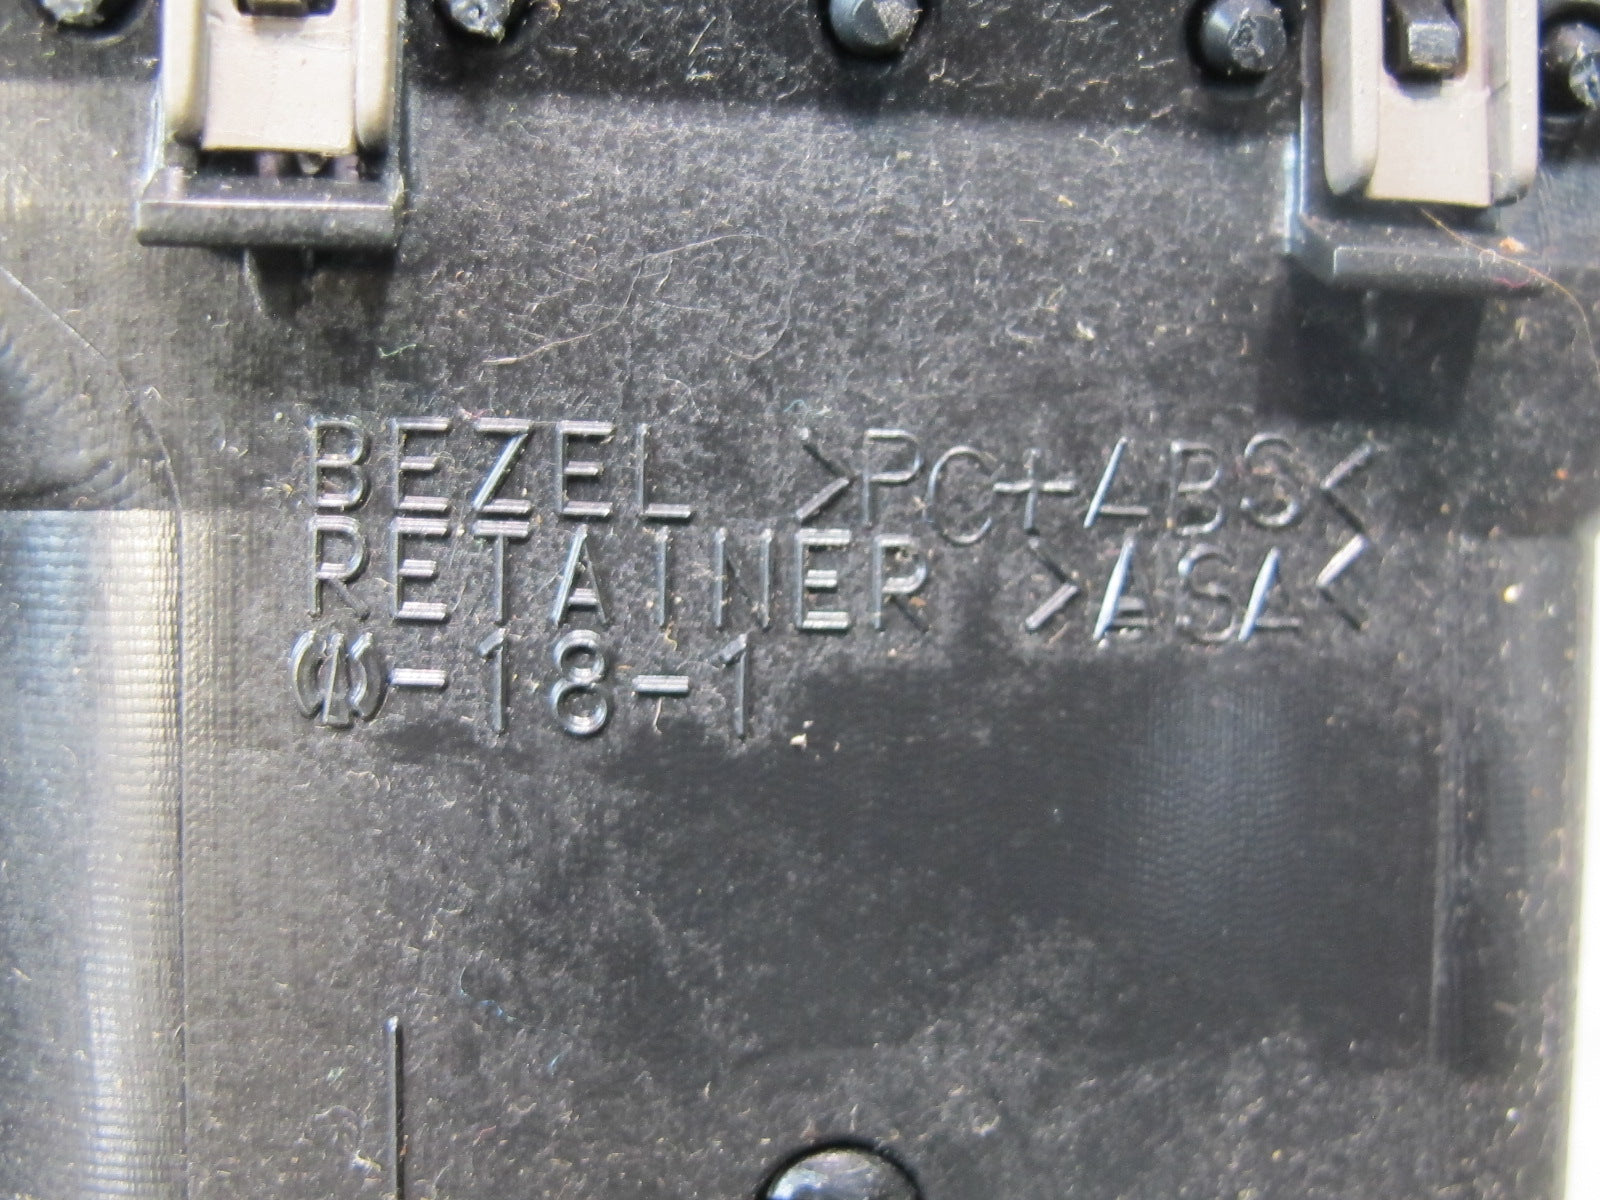 BEZEL >PC+ABS<
RETAINER >ASA<
-18-1